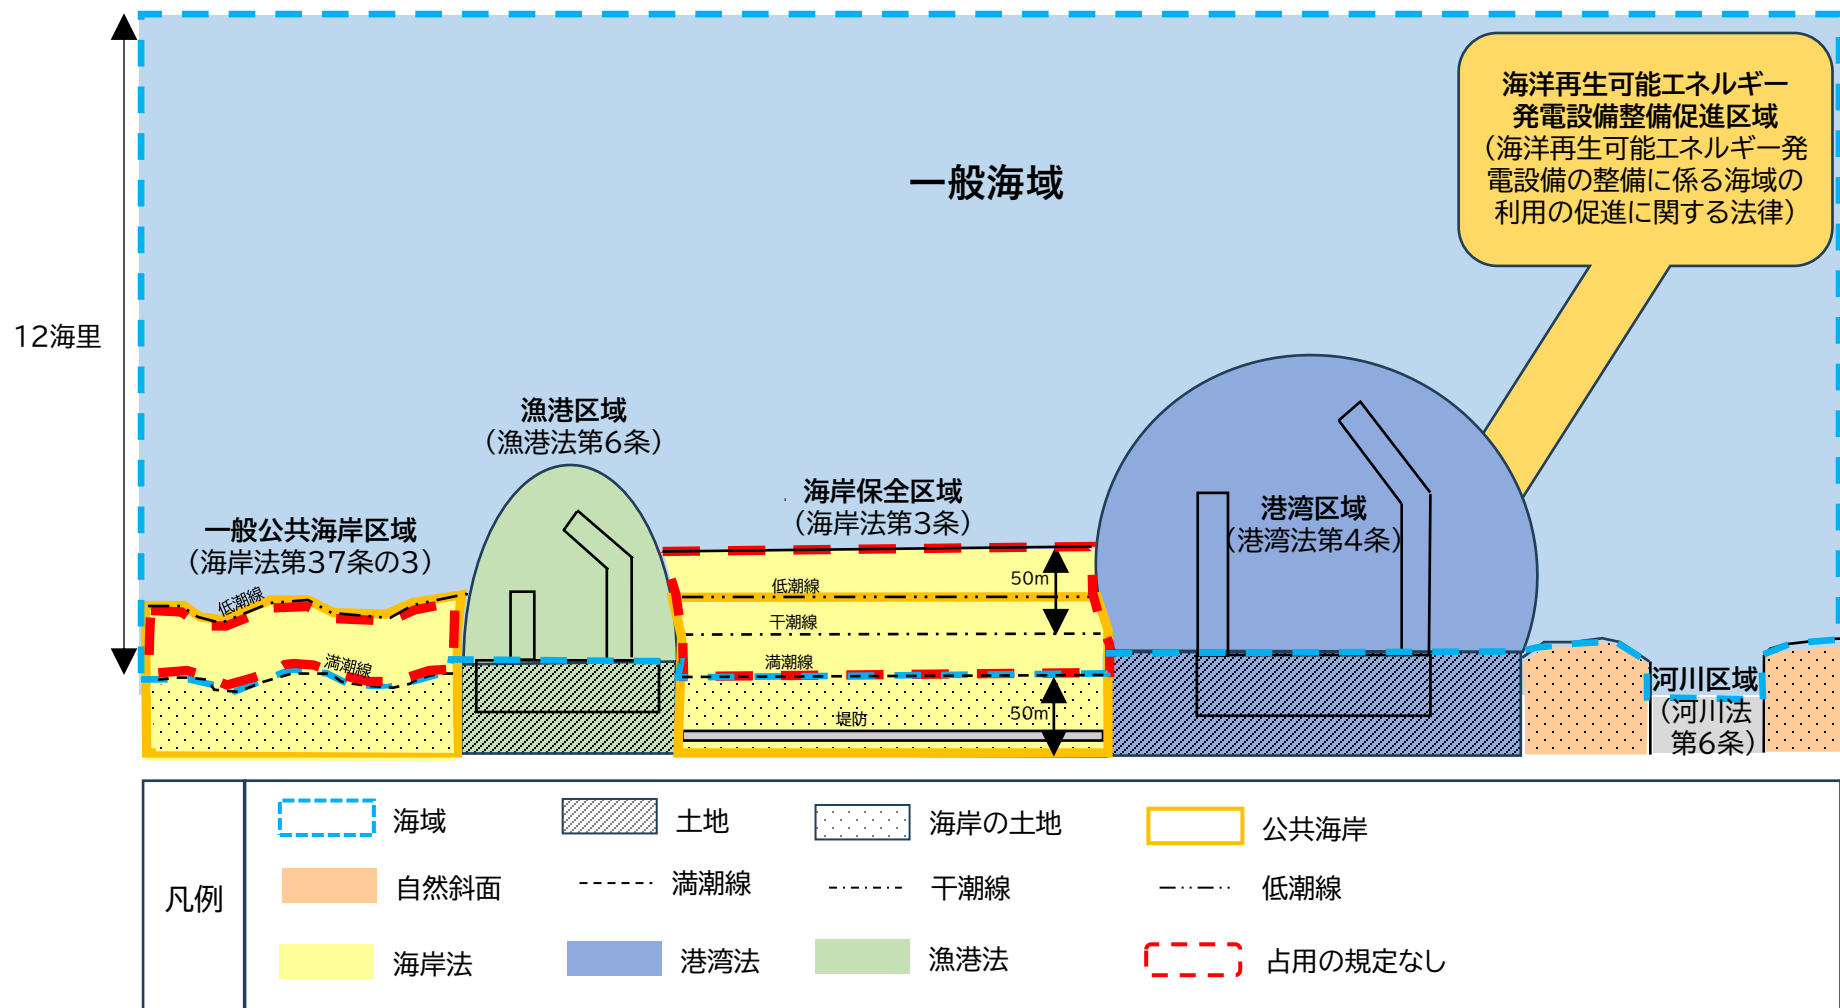 海洋再生可能エネルギー
発電設備整備促進区域
(海洋再生可能エネルギー発
電設備の整備に係る海域の
利用の促進に関する法律)
一般海域
12海里
漁港区域
(漁港法第6条)
海岸保全区域
(海岸法第3条)
港湾区域
(港湾法第4条)
一般公共海岸区域
(海岸法第37条の3)
低潮線
満潮線
低潮線
50m
干潮線
満潮線
50m
堤防
河川区域
(河川法
第6条)
凡例
海域
土地
海岸の土地
公共海岸
自然斜面
満潮線
干潮線
低潮線
海岸法
港湾法
漁港法
占用の規定なし